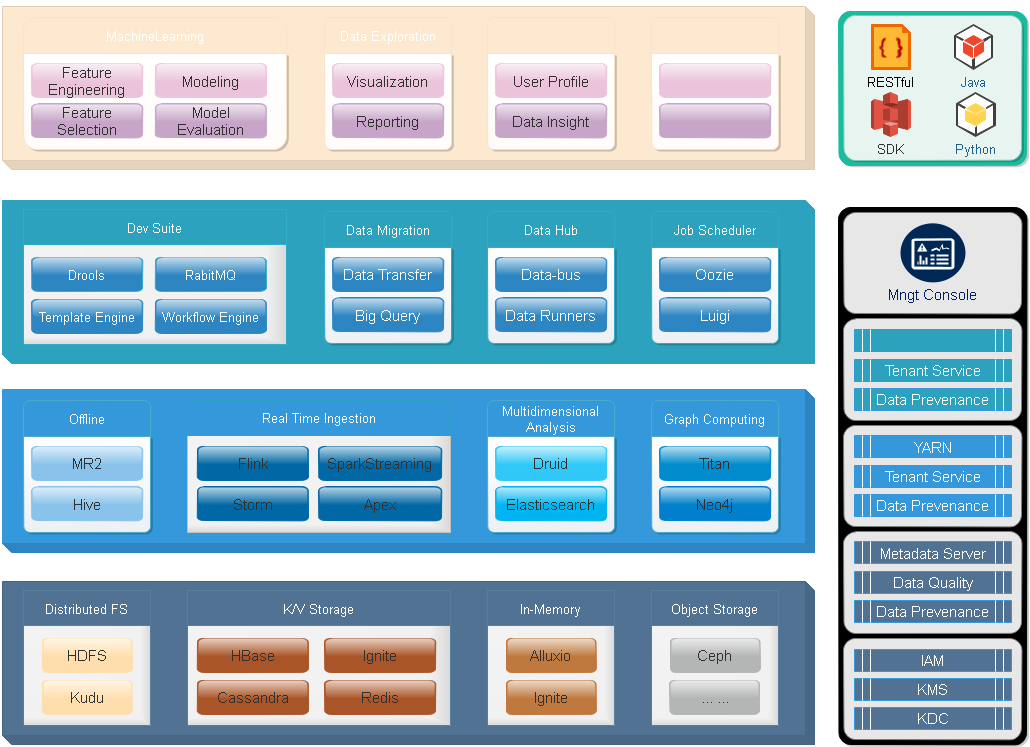 MachineLearning
Feature
Engineering
Modeling
Feature
Selection
Model
Evaluation
Data Exploration
Visualization
Reporting
User Profile
Data Insight
RESTful
Java
SDK
Python
Dev Suite
Drools
RabitMQ
Template Engine
Workflow Engine
Data Migration
Data Transfer
Big Query
Data Hub
Data-bus
Data Runners
Job Scheduler
Oozie
Luigi
Offline
MR2
Hive
Real Time Ingestion
Flink
SparkStreaming
Storm
Apex
Multidimensional
Analysis
Druid
Elasticsearch
Graph Computing
Titan
Neo4j
Distributed FS
HDFS
Kudu
K/V Storage
HBase
Ignite
Cassandra
Redis
In-Memory
Alluxio
Ignite
Object Storage
Ceph
... ...
Mngt Console
Tenant Service
Data Prevenance
YARN
Tenant Service
Data Prevenance
Metadata Server
Data Quality
Data Prevenance
IAM
KMS
KDC